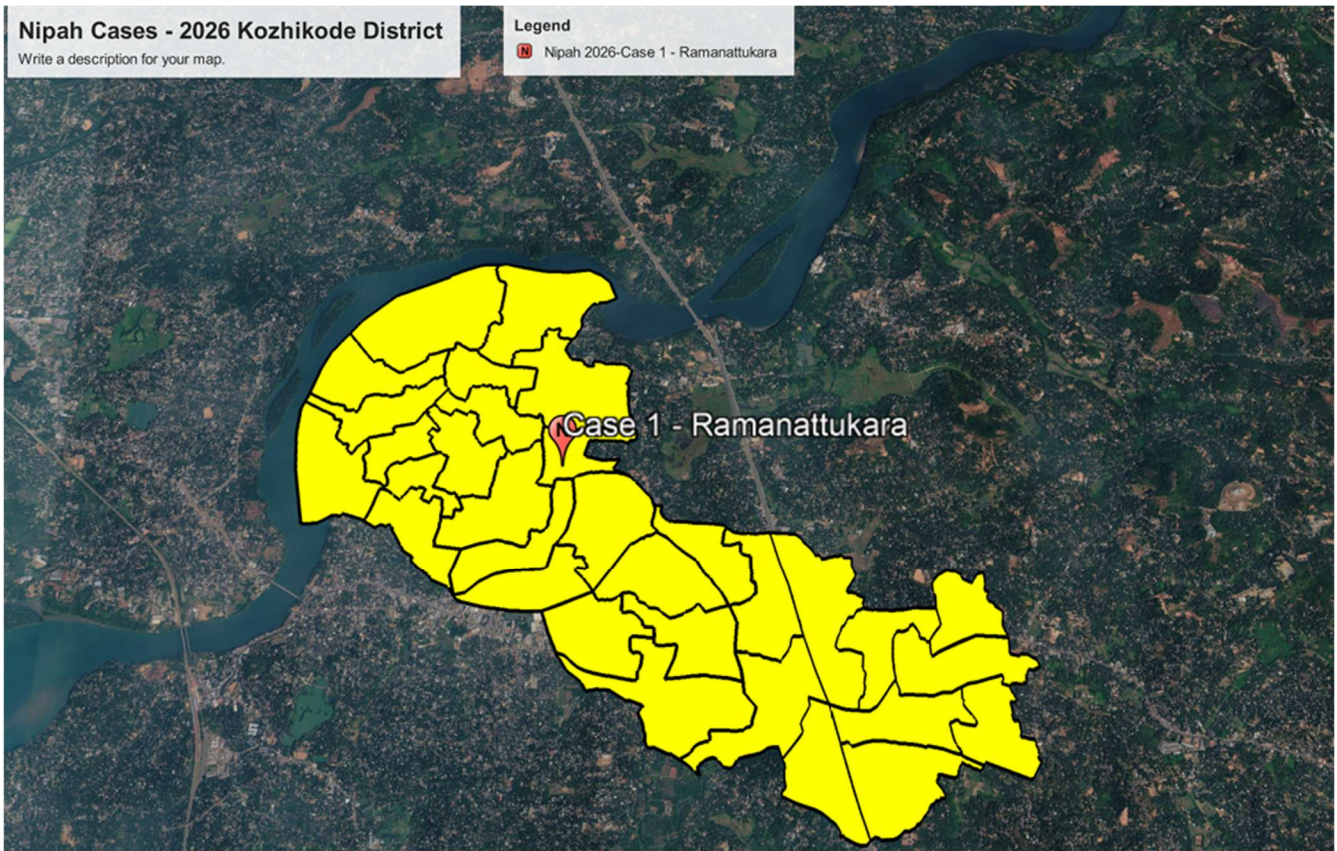 Nipah Cases - 2026 Kozhikode District
Write a description for your map.
Legend
N Nipah 2026-Case 1 - Ramanattukara
N
Case 1 - Ramanattukara